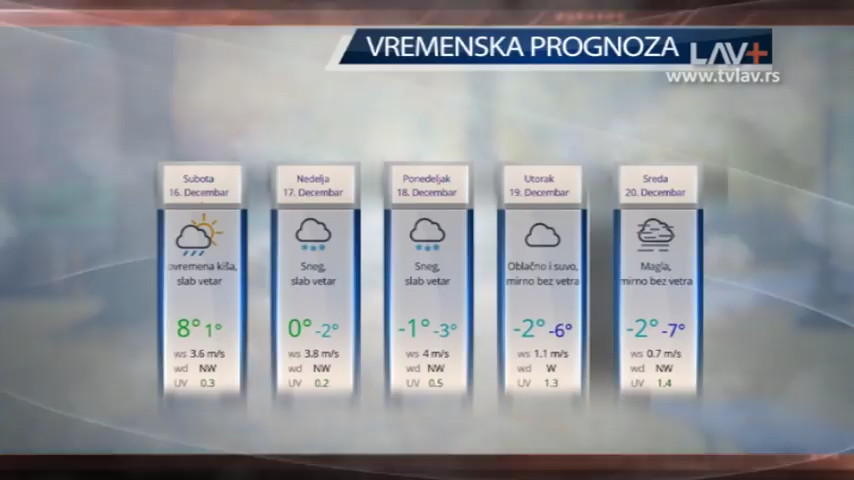 VREMENSKA PROGNOZA
LAV+
www.tvlav.rs
Subota
16. Decembar
Nedelja
17. Decembar
Ponedeljak
18. Decembar
Utorak
19. Decembar
Sreda
20. Decembar
ovremena kiša,
slab vetar
Sneg,
slab vetar
Sneg,
slab vetar
Oblačno i suvo,
mirno bez vetra
Magla,
mirno bez vetra
8° 1°
0° -2°
-1° -3°
-2° -6°
-2° -7°
ws 3.6 m/s
wd NW
UV 0.3
ws 3.8 m/s
wd NW
UV 0.2
ws 4 m/s
wd NW
UV 0.5
ws 1.1 m/s
wd W
UV 1.3
ws 0.7 m/s
wd NW
UV 1.4